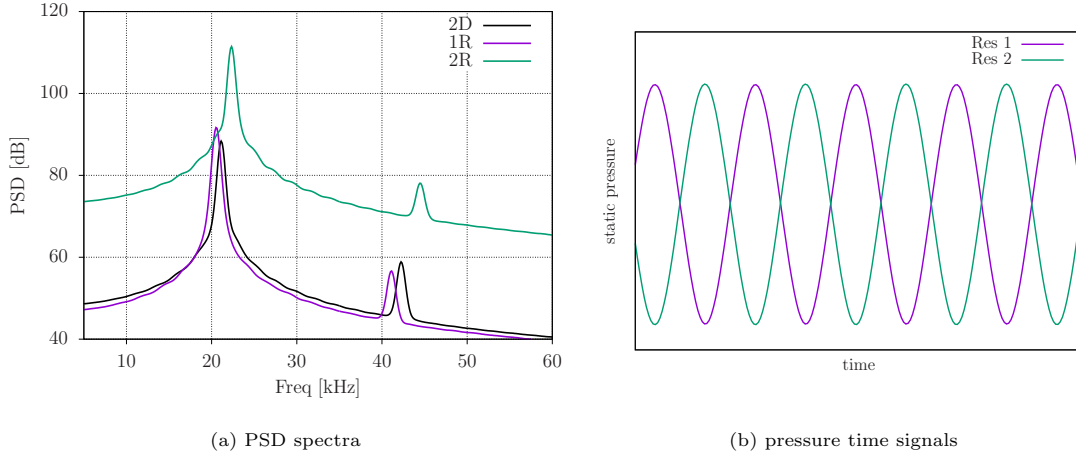 120
100
80
60
40
PSD [dB]
2D
1R
2R
10 20 30 40 50 60
Freq [kHz]
(a) PSD spectra
Res 1
Res 2
static pressure
time
(b) pressure time signals